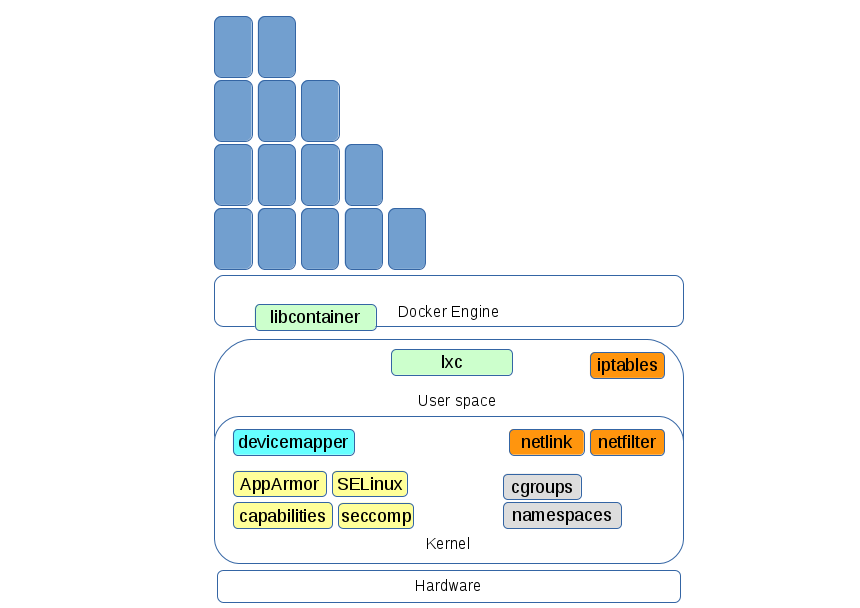 Docker Engine
libcontainer
lxc
iptables
User space
devicemapper
netlink
netfilter
AppArmor
SELinux
cgroups
capabilities
seccomp
namespaces
Kernel
Hardware